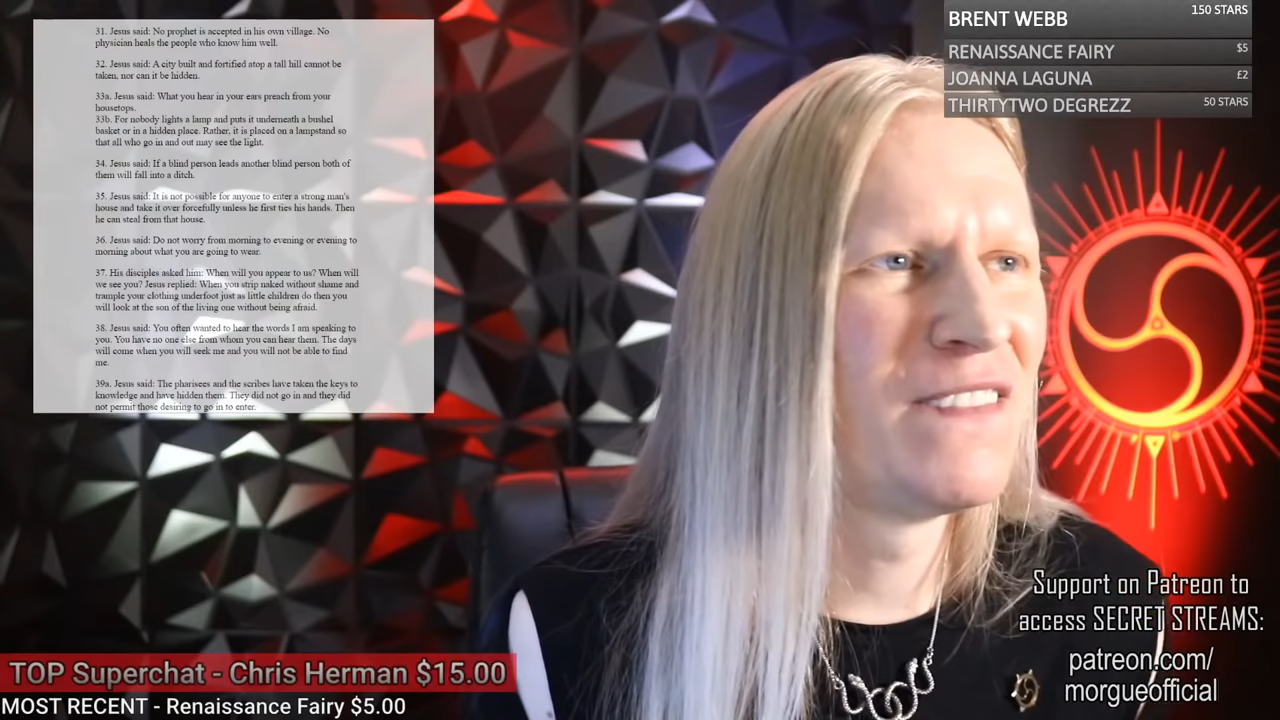 31. Jesus said: No prophet is accepted in his own village. No
physician heals the people who know him well.
32. Jesus said: A city built and fortified atop a tall hill cannot be
taken, nor can it be hidden.
33a. Jesus said: What you hear in your ears preach from your
housetops.
33b. For nobody lights a lamp and puts it underneath a bushel
basket or in a hidden place. Rather, it is placed on a lampstand so
that all who go in and out may see the light.
34. Jesus said: If a blind person leads another blind person both of
them will fall into a ditch.
35. Jesus said: It is not possible for anyone to enter a strong man's
house and take it over forcefully unless he first ties his hands. Then
he can steal from that house.
36. Jesus said: Do not worry from morning to evening or evening to
morning about what you are going to wear.
37. His disciples asked him: When will you appear to us? When will
we see you? Jesus replied: When you strip naked without shame and
trample your clothing underfoot just as little children do then you
will look at the son of the living one without being afraid.
38. Jesus said: You often wanted to hear the words I am speaking to
you. You have no one else from whom you can hear them. The days
will come when you will seek me and you will not be able to find
me.
39a. Jesus said: The pharisees and the scribes have taken the keys to
knowledge and have hidden them. They did not go in and they did
not permit those desiring to go in to enter.
BRENT WEBB 150 STARS
RENAISSANCE FAIRY $5
JOANNA LAGUNA £2
THIRTYTWO DEGREZZ 50 STARS
Support on Patreon to
access SECRET STREAMS:
patreon.com/
morgueofficial
TOP Superchat - Chris Herman $15.00
MOST RECENT - Renaissance Fairy $5.00